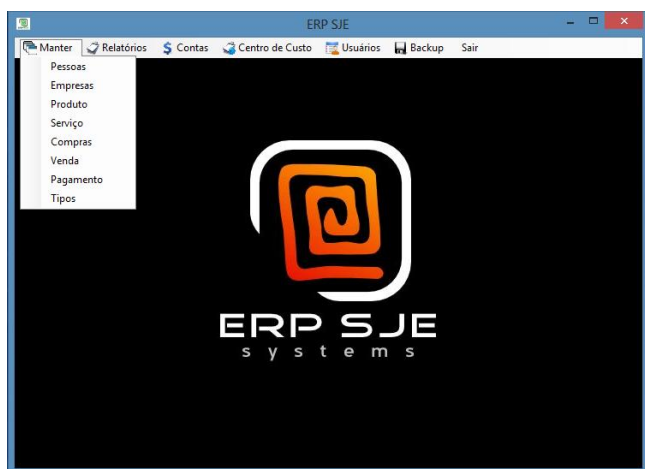 ERP SJE
Manter Relatórios $ Contas Centro de Custo Usuários Backup Sair
Pessoas
Empresas
Produto
Serviço
Compras
Venda
Pagamento
Tipos
ERP SJE
systems